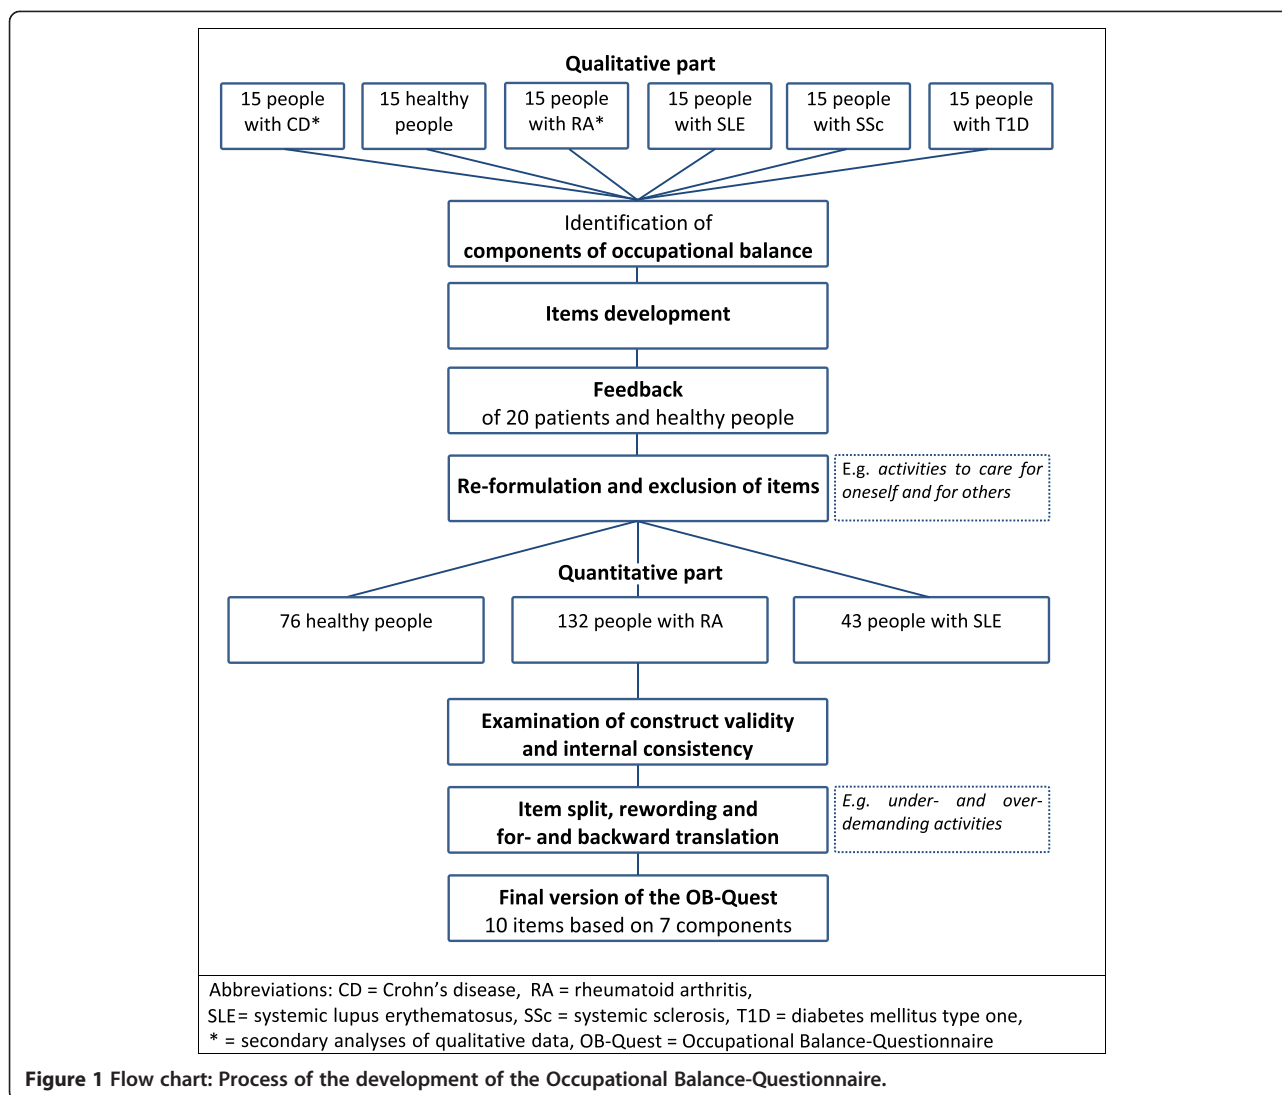 Qualitative part
15 people
with CD*
15 healthy
people
15 people
with RA*
15 people
with SLE
15 people
with SSc
15 people
with T1D
Identification of
components of occupational balance
Items development
Feedback
of 20 patients and healthy people
Re-formulation and exclusion of items
E.g. activities to care for
oneself and for others
Quantitative part
76 healthy people
132 people with RA
43 people with SLE
Examination of construct validity
and internal consistency
Item split, rewording and
for- and backward translation
E.g. under- and over-
demanding activities
Final version of the OB-Quest
10 items based on 7 components
Abbreviations: CD = Crohn’s disease, RA = rheumatoid arthritis,
SLE = systemic lupus erythematosus, SSc = systemic sclerosis, T1D = diabetes mellitus type one,
* = secondary analyses of qualitative data, OB-Quest = Occupational Balance-Questionnaire
Figure 1 Flow chart: Process of the development of the Occupational Balance-Questionnaire.